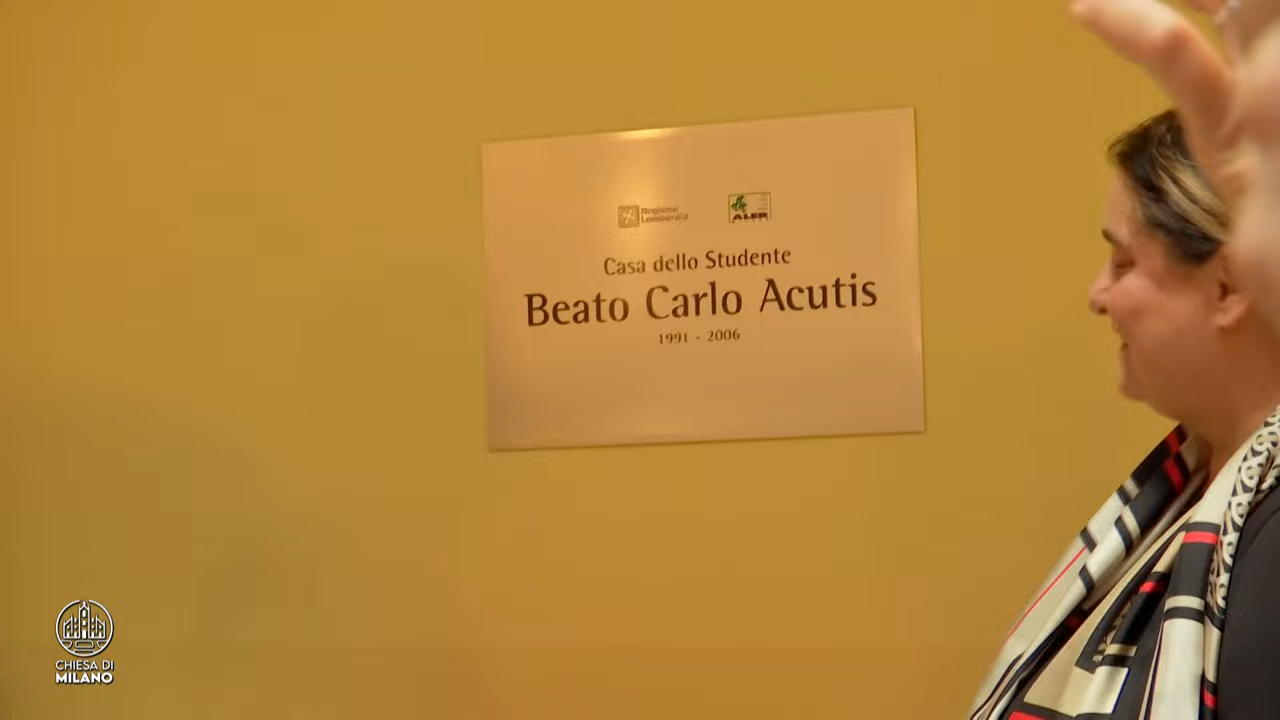 Regione
Lombardia
ALER
Casa dello Studente
Beato Carlo Acutis
1991 - 2006
CHIESA DI
MILANO